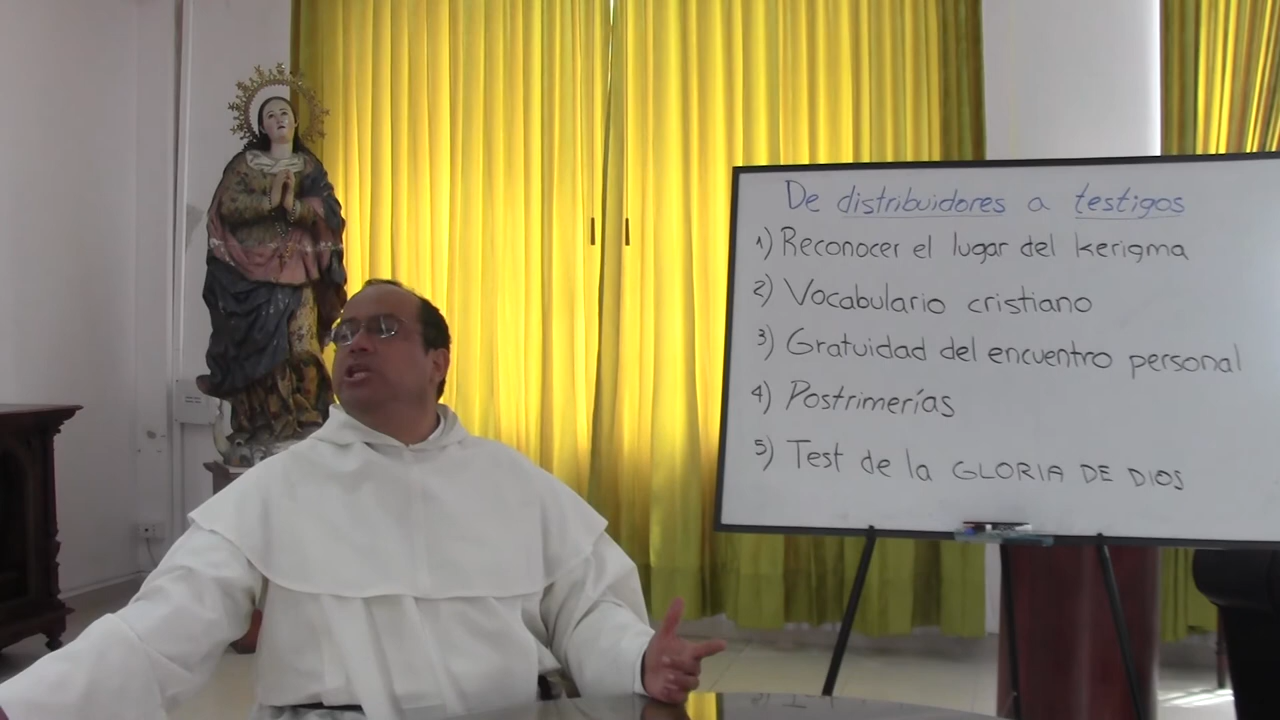 De distribuidores a testigos
1) Reconocer el lugar del kerigma
2) Vocabulario cristiano
3) Gratuidad del encuentro personal
4) Postrimerías
5) Test de la GLORIA DE DIOS